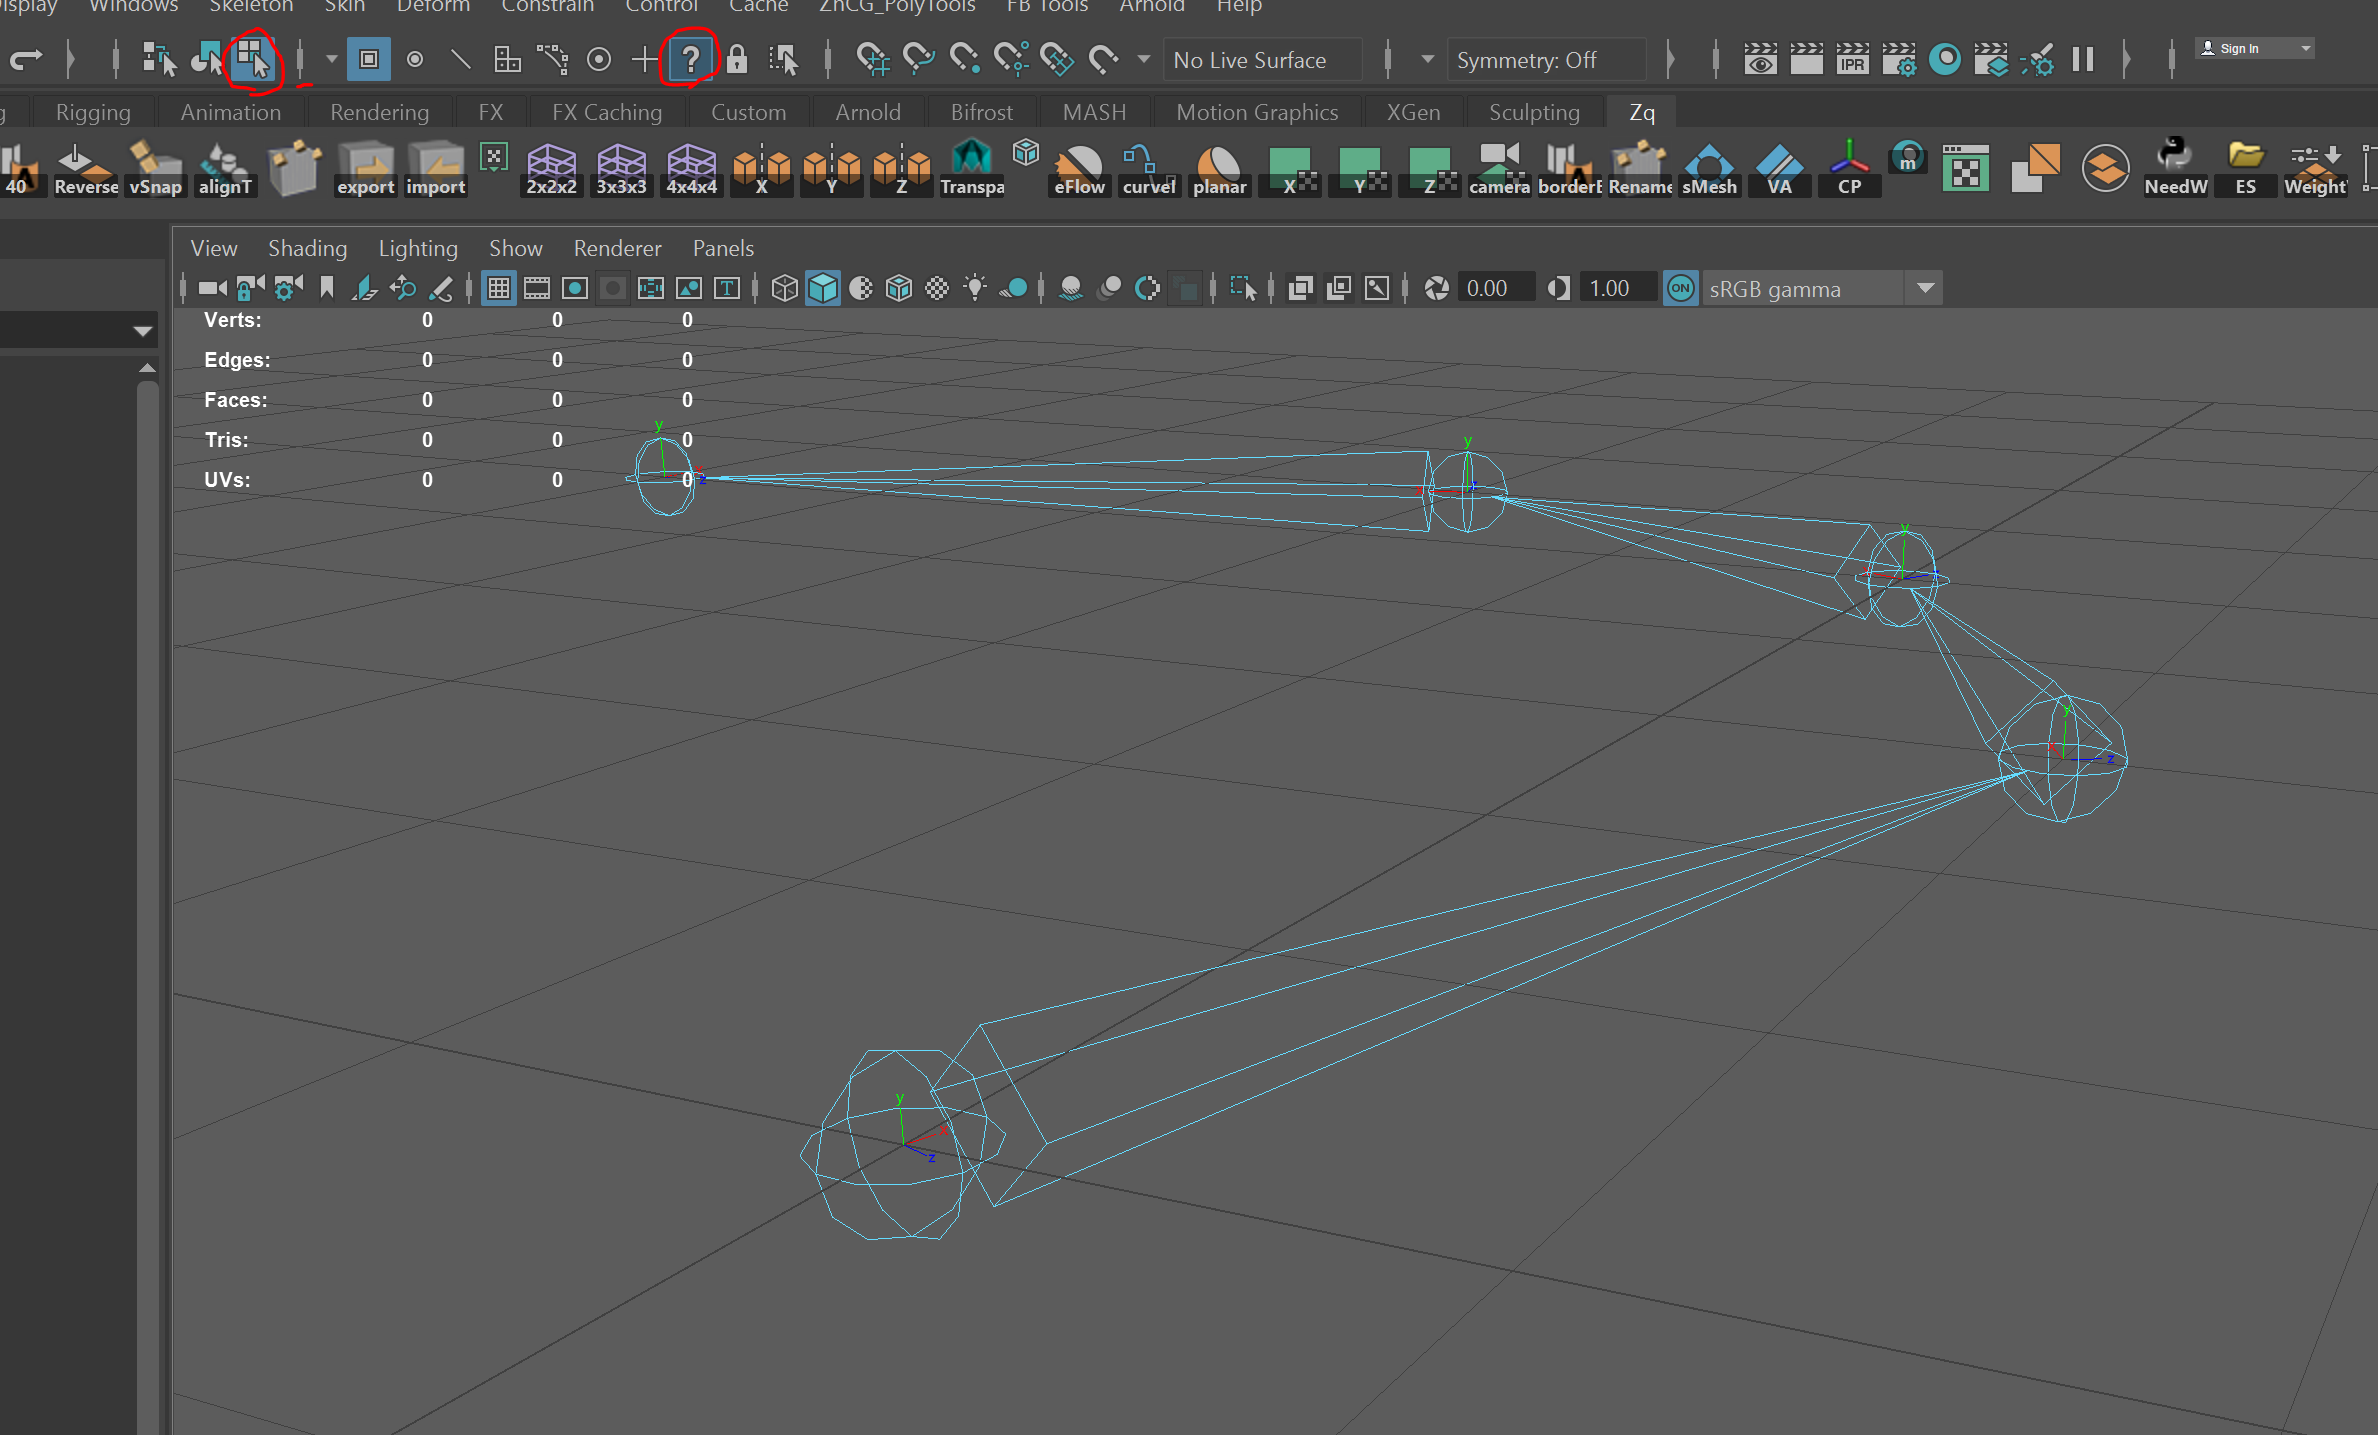 Windows Skeleton Skin Deform Constrain Control Cache ZhCG_PolyTools FB Tools Arnold Help
? No Live Surface Symmetry: Off IPR Sign In
Rigging Animation Rendering FX FX Caching Custom Arnold Bifrost MASH Motion Graphics XGen Sculpting Zq
40 Reverse vSnap alignT export import 2x2x2 3x3x3 4x4x4 X Y Z Transpa eFlow curveI planar X Y Z camera borderE Rename sMesh VA m CP NeedW ES Weight
View Shading Lighting Show Renderer Panels
T 0.00 1.00 ON sRGB gamma
Verts: 0 0 0
Edges: 0 0 0
Faces: 0 0 0
Tris: 0 0 0
UVs: 0 0 0
y
z
y
z
y
y
x
z
y
x
z